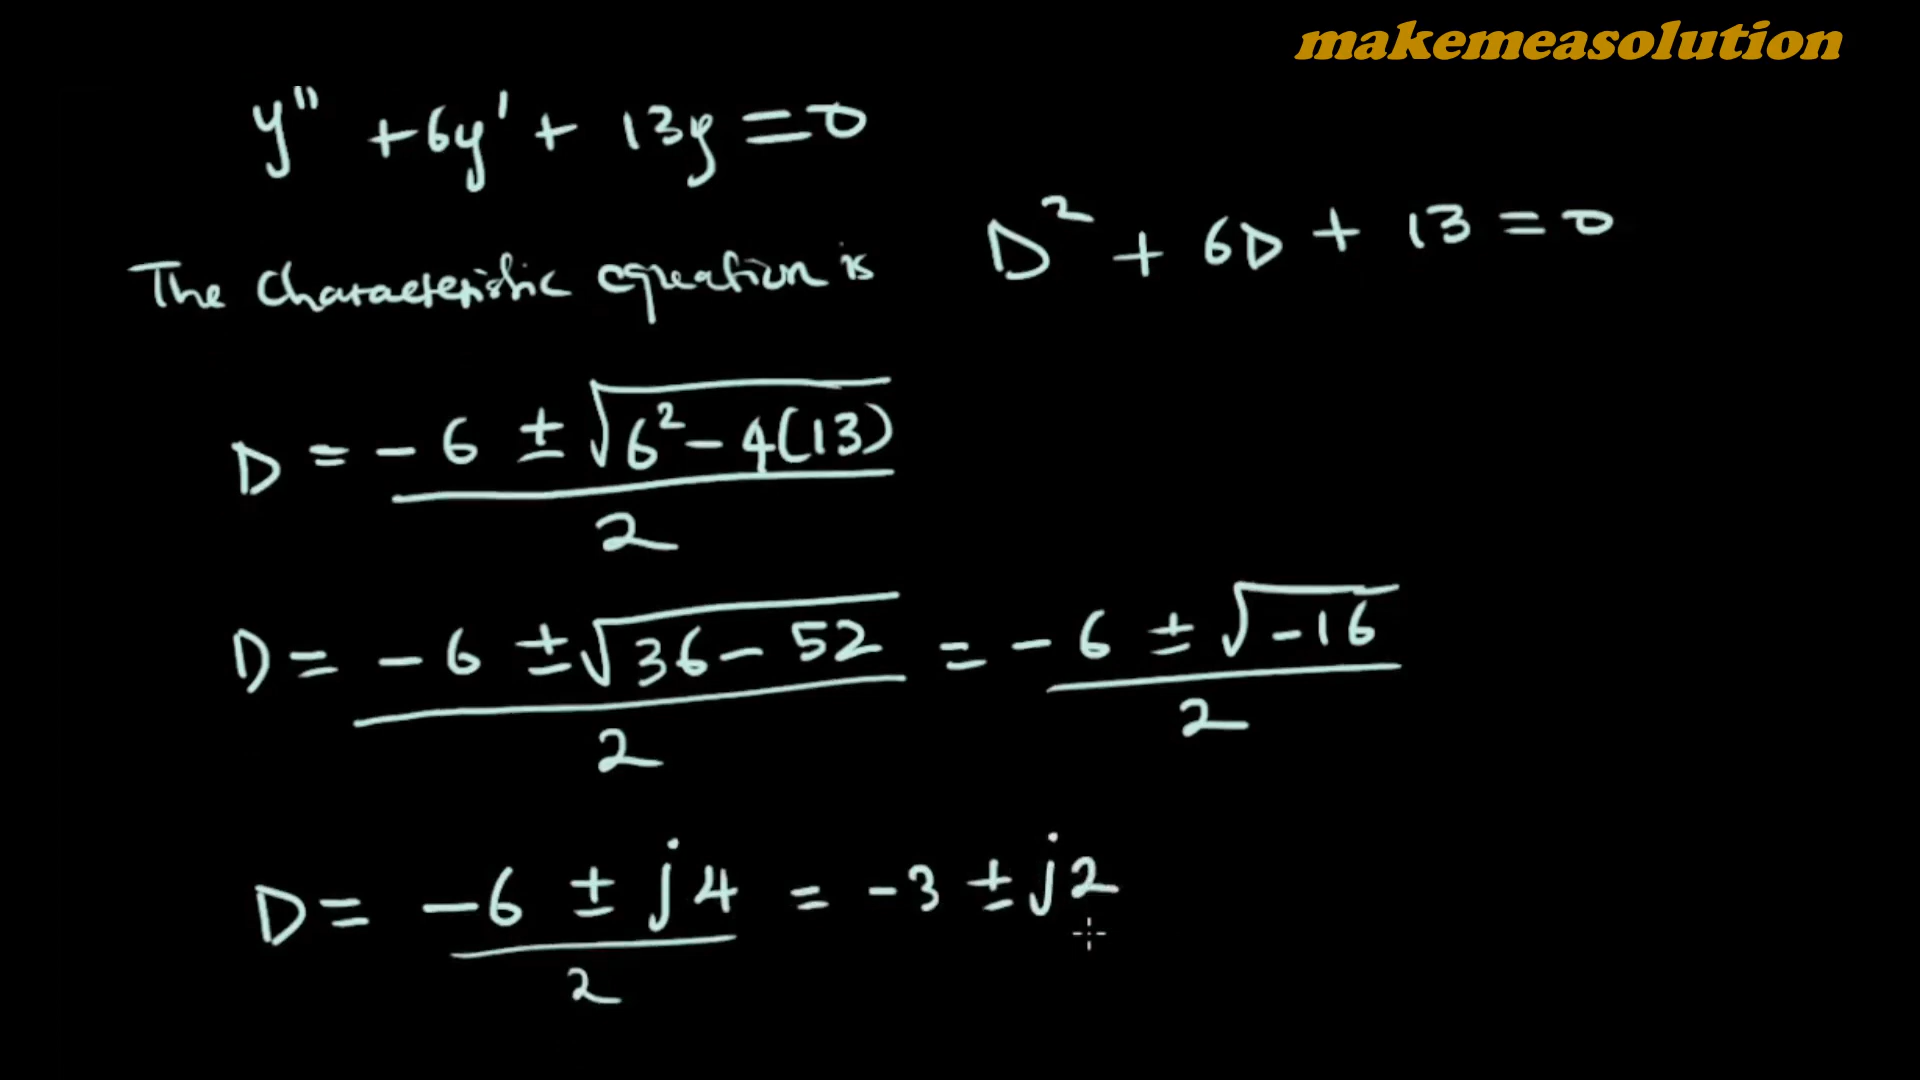 makemeasolution
y'' + 6y' + 13y = 0
The characteristic equation is D² + 6D + 13 = 0
D = -6 ± √(6² - 4(13)) / 2
D = -6 ± √(36 - 52) / 2 = -6 ± √(-16) / 2
D = -6 ± j4 / 2 = -3 ± j2